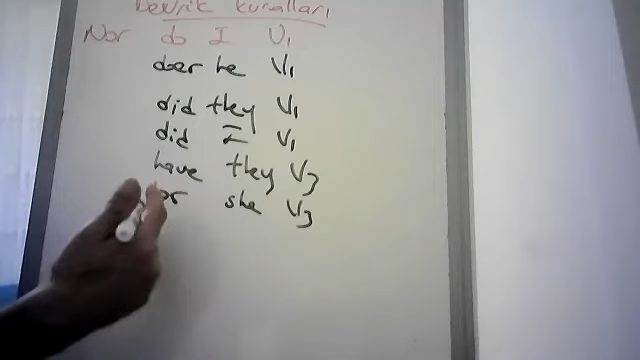 Devrik kuralları
Nor do I V1
does he V1
did they V1
did I V1
have they V3
she V3